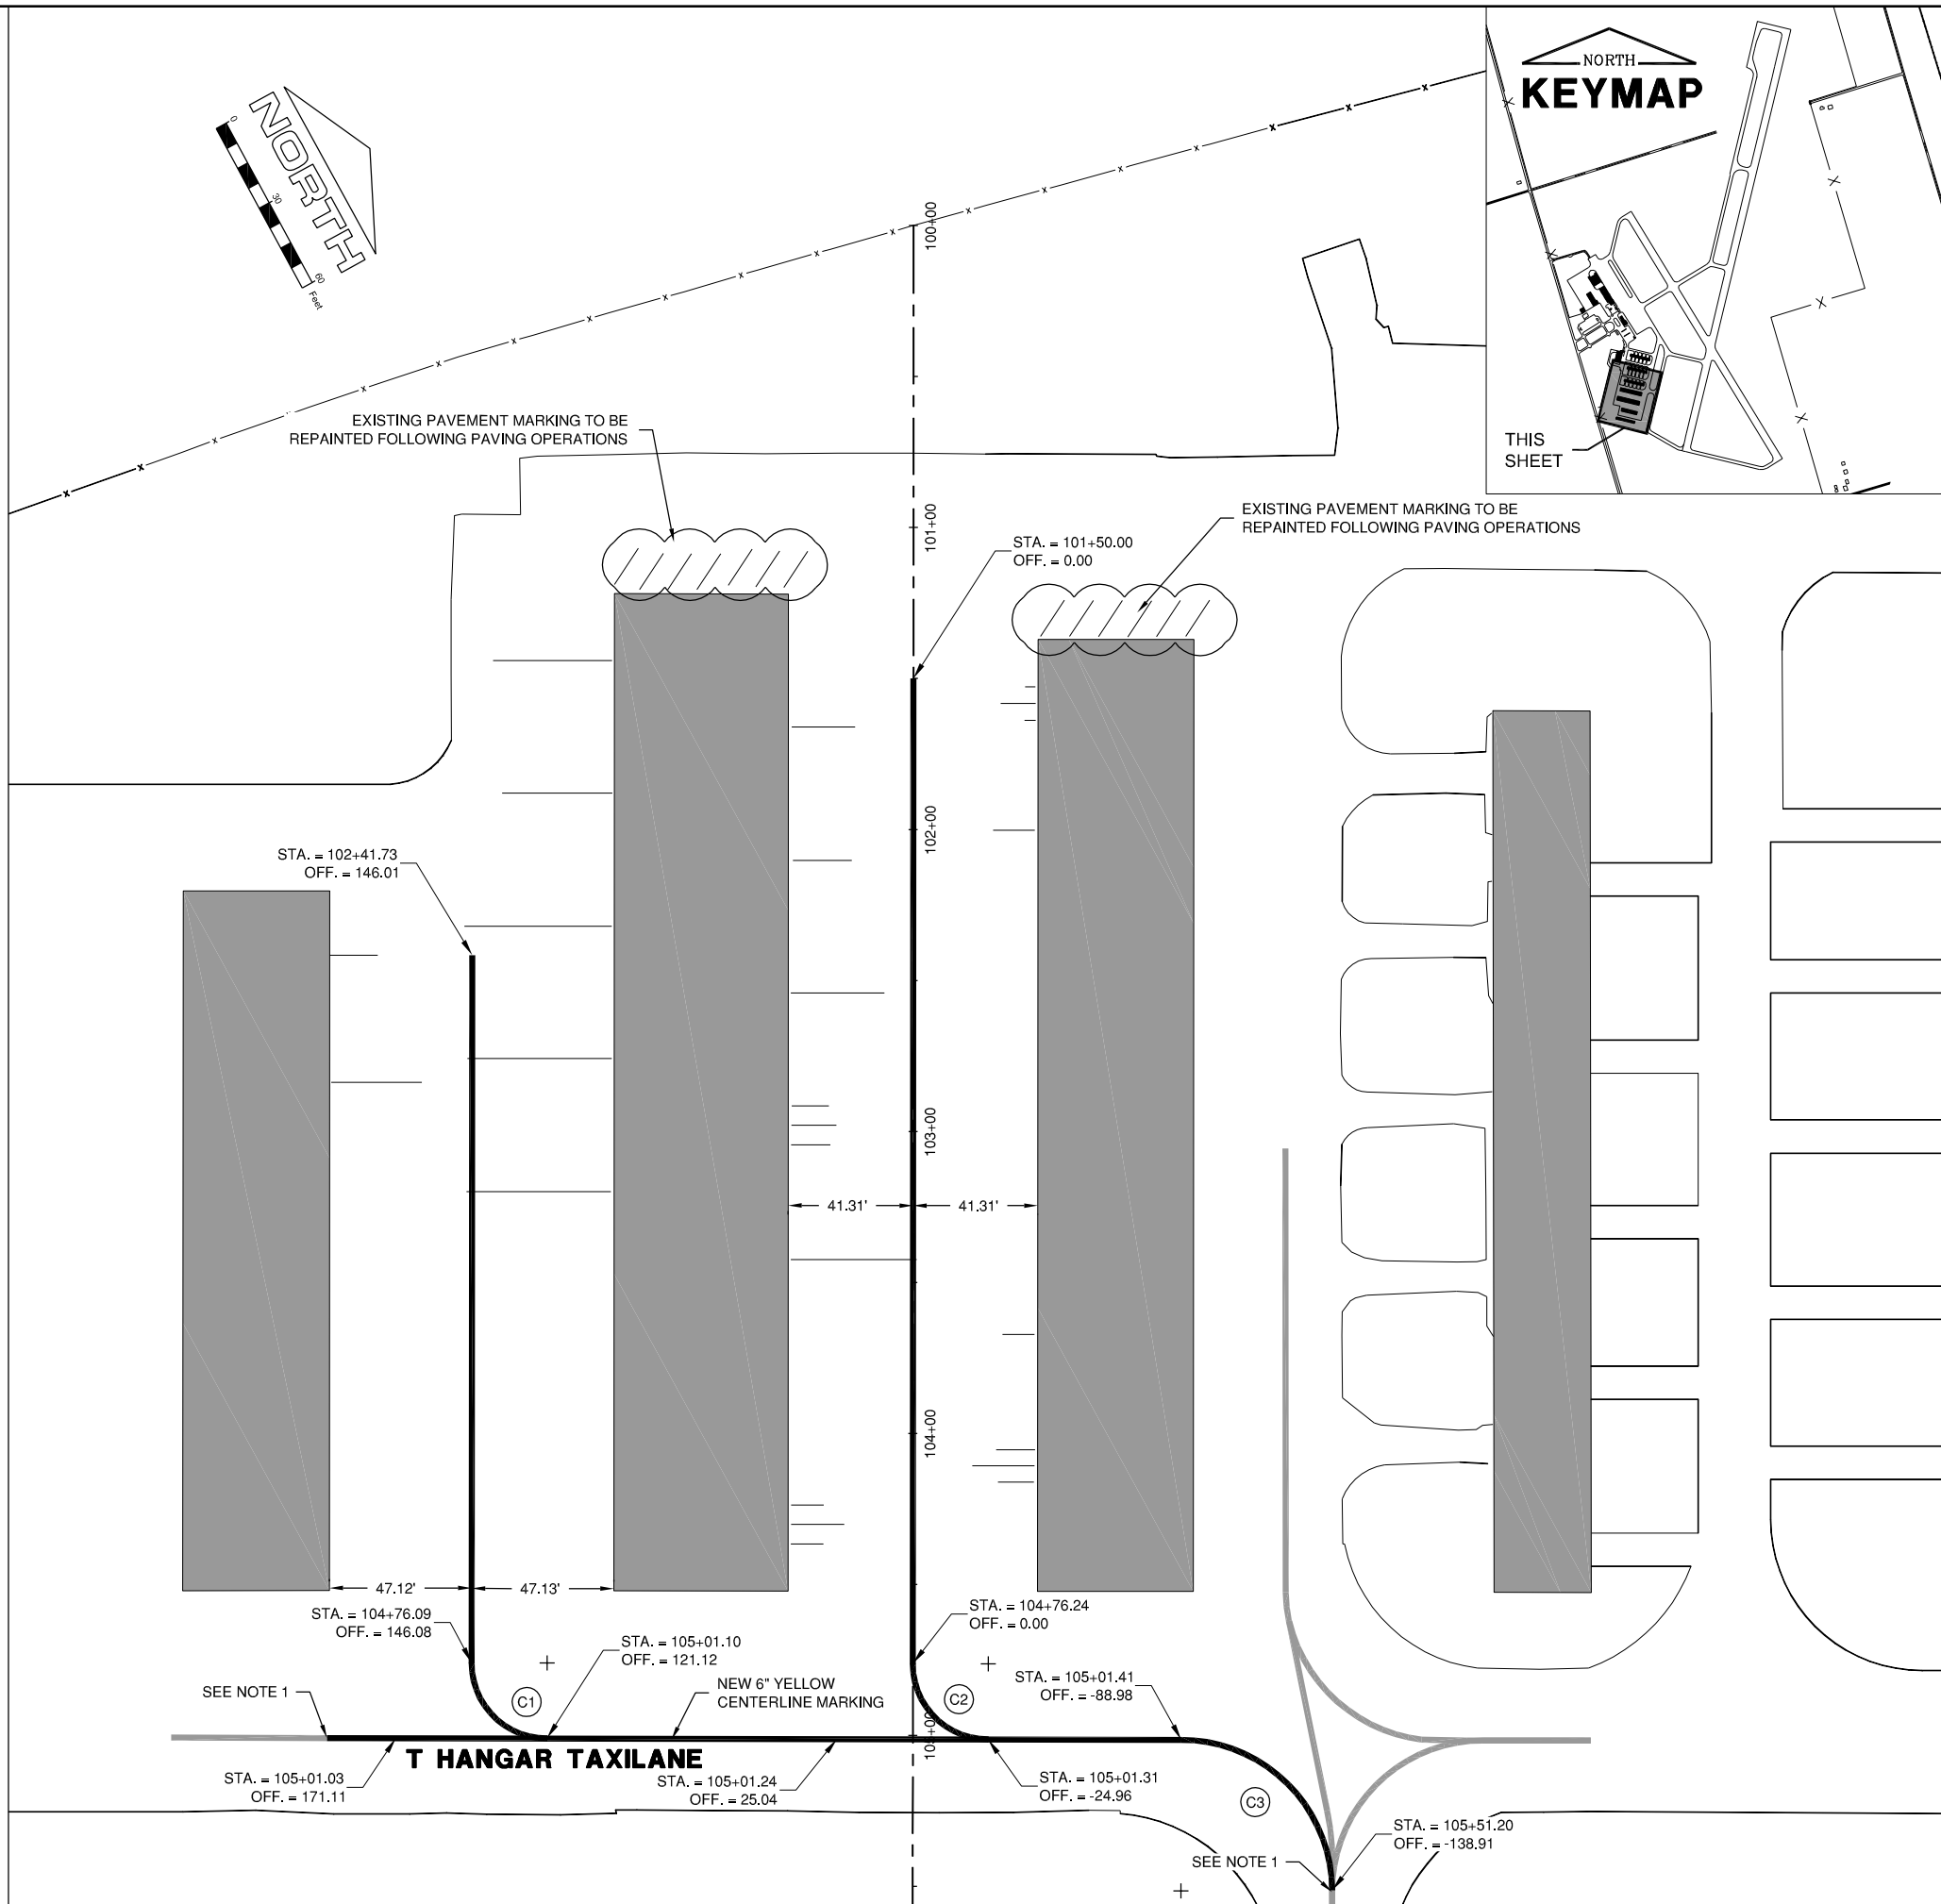 NORTH
KEYMAP
THIS
SHEET
NORTH
0
30
60
Feet
100+00
EXISTING PAVEMENT MARKING TO BE
REPAINTED FOLLOWING PAVING OPERATIONS
EXISTING PAVEMENT MARKING TO BE
REPAINTED FOLLOWING PAVING OPERATIONS
101+00
STA. = 101+50.00
OFF. = 0.00
102+00
STA. = 102+41.73
OFF. = 146.01
103+00
41.31'
41.31'
104+00
47.12'
47.13'
STA. = 104+76.09
OFF. = 146.08
STA. = 104+76.24
OFF. = 0.00
STA. = 105+01.10
OFF. = 121.12
STA. = 105+01.41
OFF. = -88.98
SEE NOTE 1
C1
NEW 6" YELLOW
CENTERLINE MARKING
C2
105+00
T HANGAR TAXILANE
STA. = 105+01.03
OFF. = 171.11
STA. = 105+01.24
OFF. = 25.04
STA. = 105+01.31
OFF. = -24.96
C3
STA. = 105+51.20
OFF. = -138.91
SEE NOTE 1